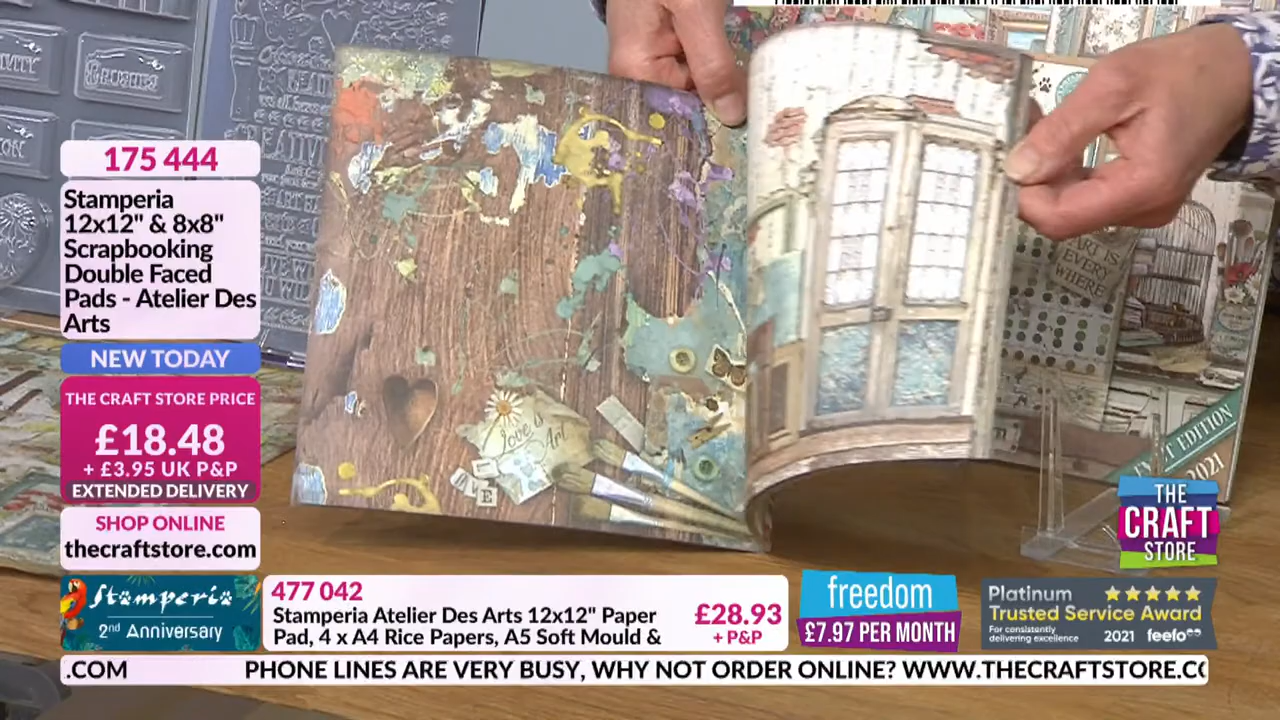 175 444
Stamperia
12x12" & 8x8"
Scrapbooking
Double Faced
Pads - Atelier Des
Arts
NEW TODAY
THE CRAFT STORE PRICE
£18.48
+ £3.95 UK P&P
EXTENDED DELIVERY
SHOP ONLINE
thecraftstore.com
Stamperia
2nd Anniversary
477 042
Stamperia Atelier Des Arts 12x12" Paper
Pad, 4 x A4 Rice Papers, A5 Soft Mould &
£28.93
+ P&P
freedom
£7.97 PER MONTH
Platinum
Trusted Service Award
For consistently
delivering excellence
2021 feefo
.COM PHONE LINES ARE VERY BUSY, WHY NOT ORDER ONLINE? WWW.THECRAFTSTORE.CO
THE
CRAFT
STORE
ART IS
EVERY
WHERE
EDITION
2021
Love is
Art